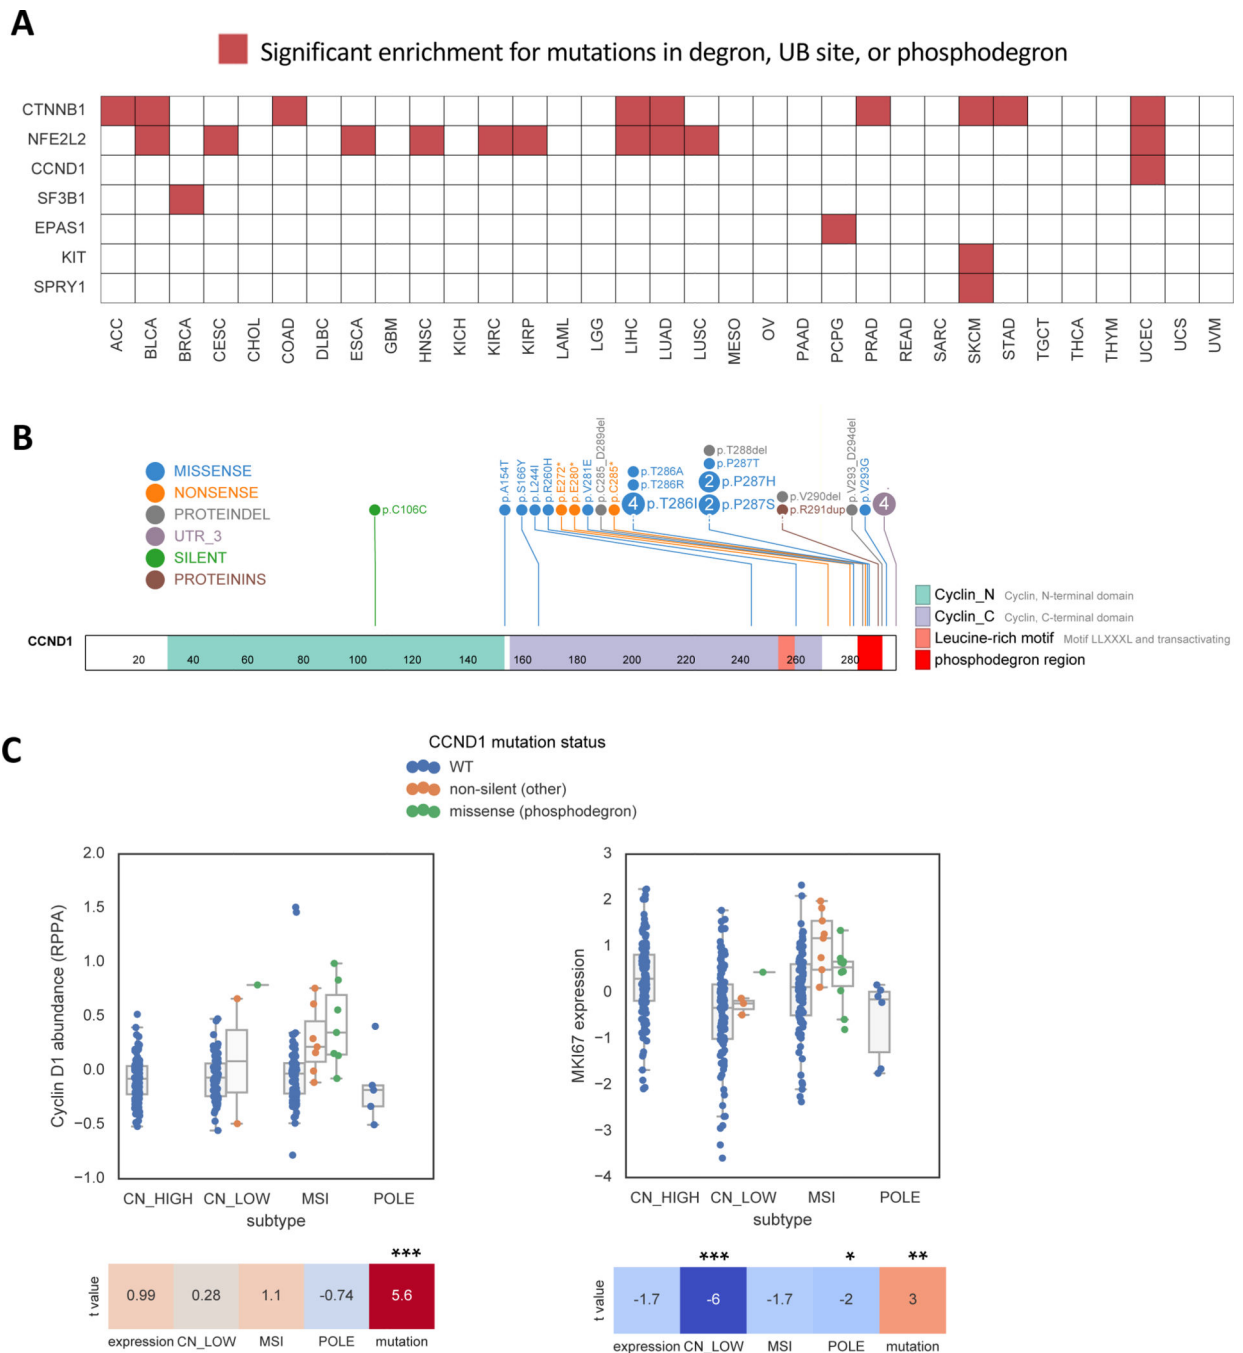 A
Significant enrichment for mutations in degron, UB site, or phosphodegron
CTNNB1
NFE2L2
CCND1
SF3B1
EPAS1
KIT
SPRY1
ACC BLCA BRCA CESC CHOL COAD DLBC ESCA GBM HNSC KICH KIRC KIRP LAML LGG LIHC LUAD LUSC MESO OV PAAD PCPG PRAD READ SARC SKCM STAD TGCT THCA THYM UCEC UCS UVM
B
MISSENSE
NONSENSE
PROTEINDEL
UTR_3
SILENT
PROTEININS
p.C106C
p.A154T
p.S166Y
p.L244I
p.R260H
p.E272*
p.E280*
p.V281E
p.C285_D289del
p.C285*
p.T286A
p.T286R
4 p.T286I
p.T288del
p.P287T
2 p.P287H
2 p.P287S
p.V290del
p.R291dup
p.V293_D294del
p.V293G
4
Cyclin_N Cyclin, N-terminal domain
Cyclin_C Cyclin, C-terminal domain
Leucine-rich motif Motif LLXXXL and transactivating
phosphodegron region
CCND1
20 40 60 80 100 120 140 160 180 200 220 240 260 280
C
CCND1 mutation status
WT
non-silent (other)
missense (phosphodegron)
Cyclin D1 abundance (RPPA)
2.0
1.5
1.0
0.5
0.0
−0.5
−1.0
CN_HIGH CN_LOW MSI POLE
subtype
MKI67 expression
3
2
1
0
−1
−2
−3
−4
CN_HIGH CN_LOW MSI POLE
subtype
***
t value
0.99 0.28 1.1 -0.74 5.6
expression CN_LOW MSI POLE mutation
*** * **
t value
-1.7 -6 -1.7 -2 3
expression CN_LOW MSI POLE mutation